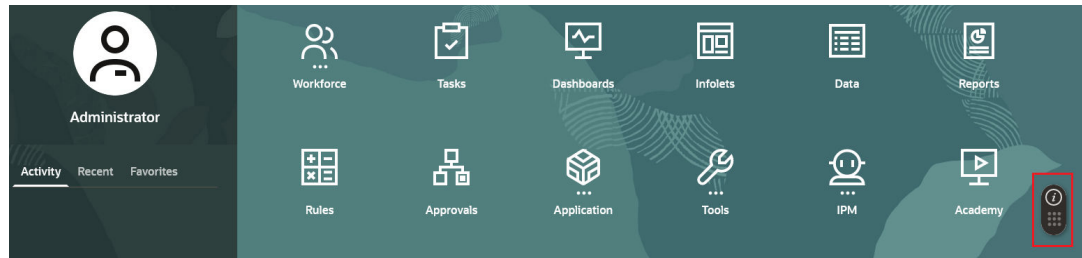 Administrator
Activity Recent Favorites
Workforce Tasks Dashboards Infolets Data Reports
Rules Approvals Application Tools IPM Academy